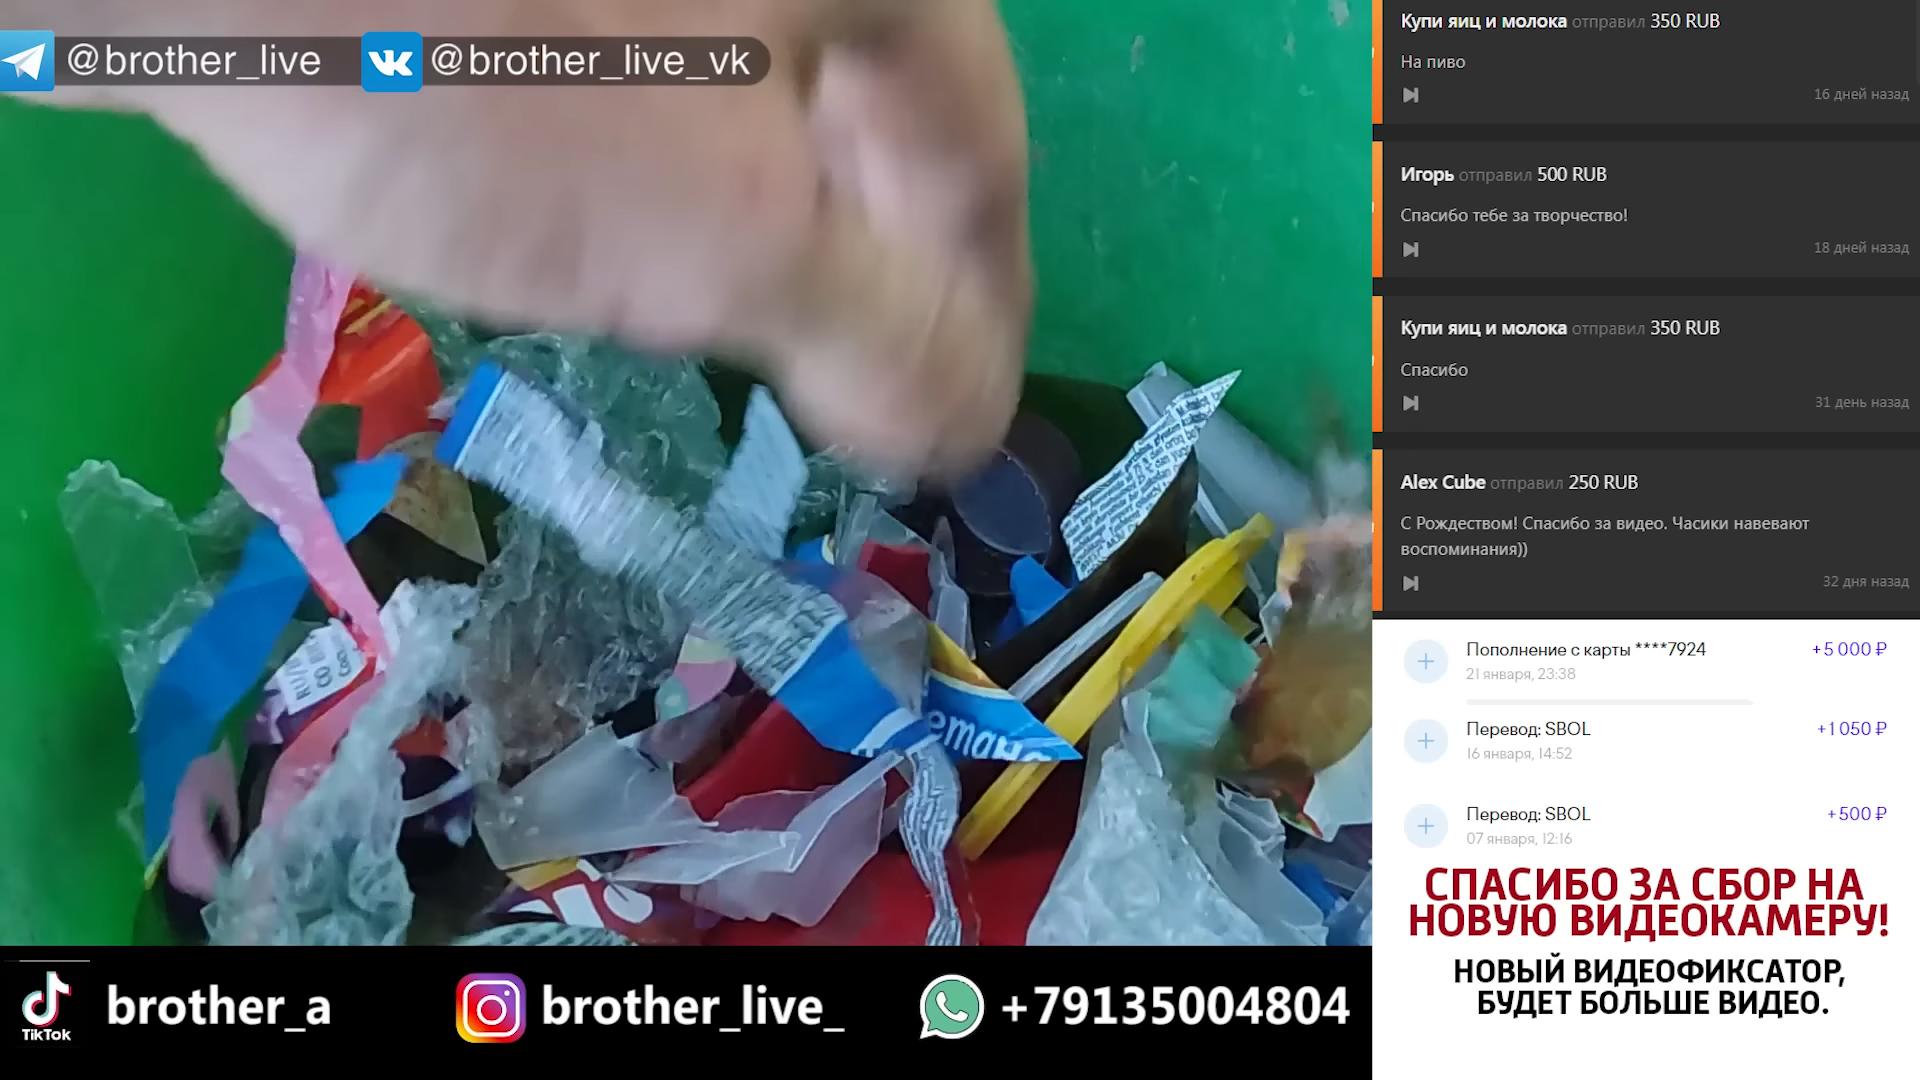 @brother_live
@brother_live_vk
Купи яиц и молока отправил 350 RUB
На пиво
16 дней назад
Игорь отправил 500 RUB
Спасибо тебе за творчество!
18 дней назад
Купи яиц и молока отправил 350 RUB
Спасибо
31 день назад
Alex Cube отправил 250 RUB
С Рождеством! Спасибо за видео. Часики навевают
воспоминания))
32 дня назад
Пополнение с карты ****7924 +5 000 ₽
21 января, 23:38
Перевод: SBOL +1 050 ₽
16 января, 14:52
Перевод: SBOL +500 ₽
07 января, 12:16
СПАСИБО ЗА СБОР НА
НОВУЮ ВИДЕОКАМЕРУ!
НОВЫЙ ВИДЕОФИКСАТОР,
БУДЕТ БОЛЬШЕ ВИДЕО.
TikTok
brother_a
brother_live_
+79135004804